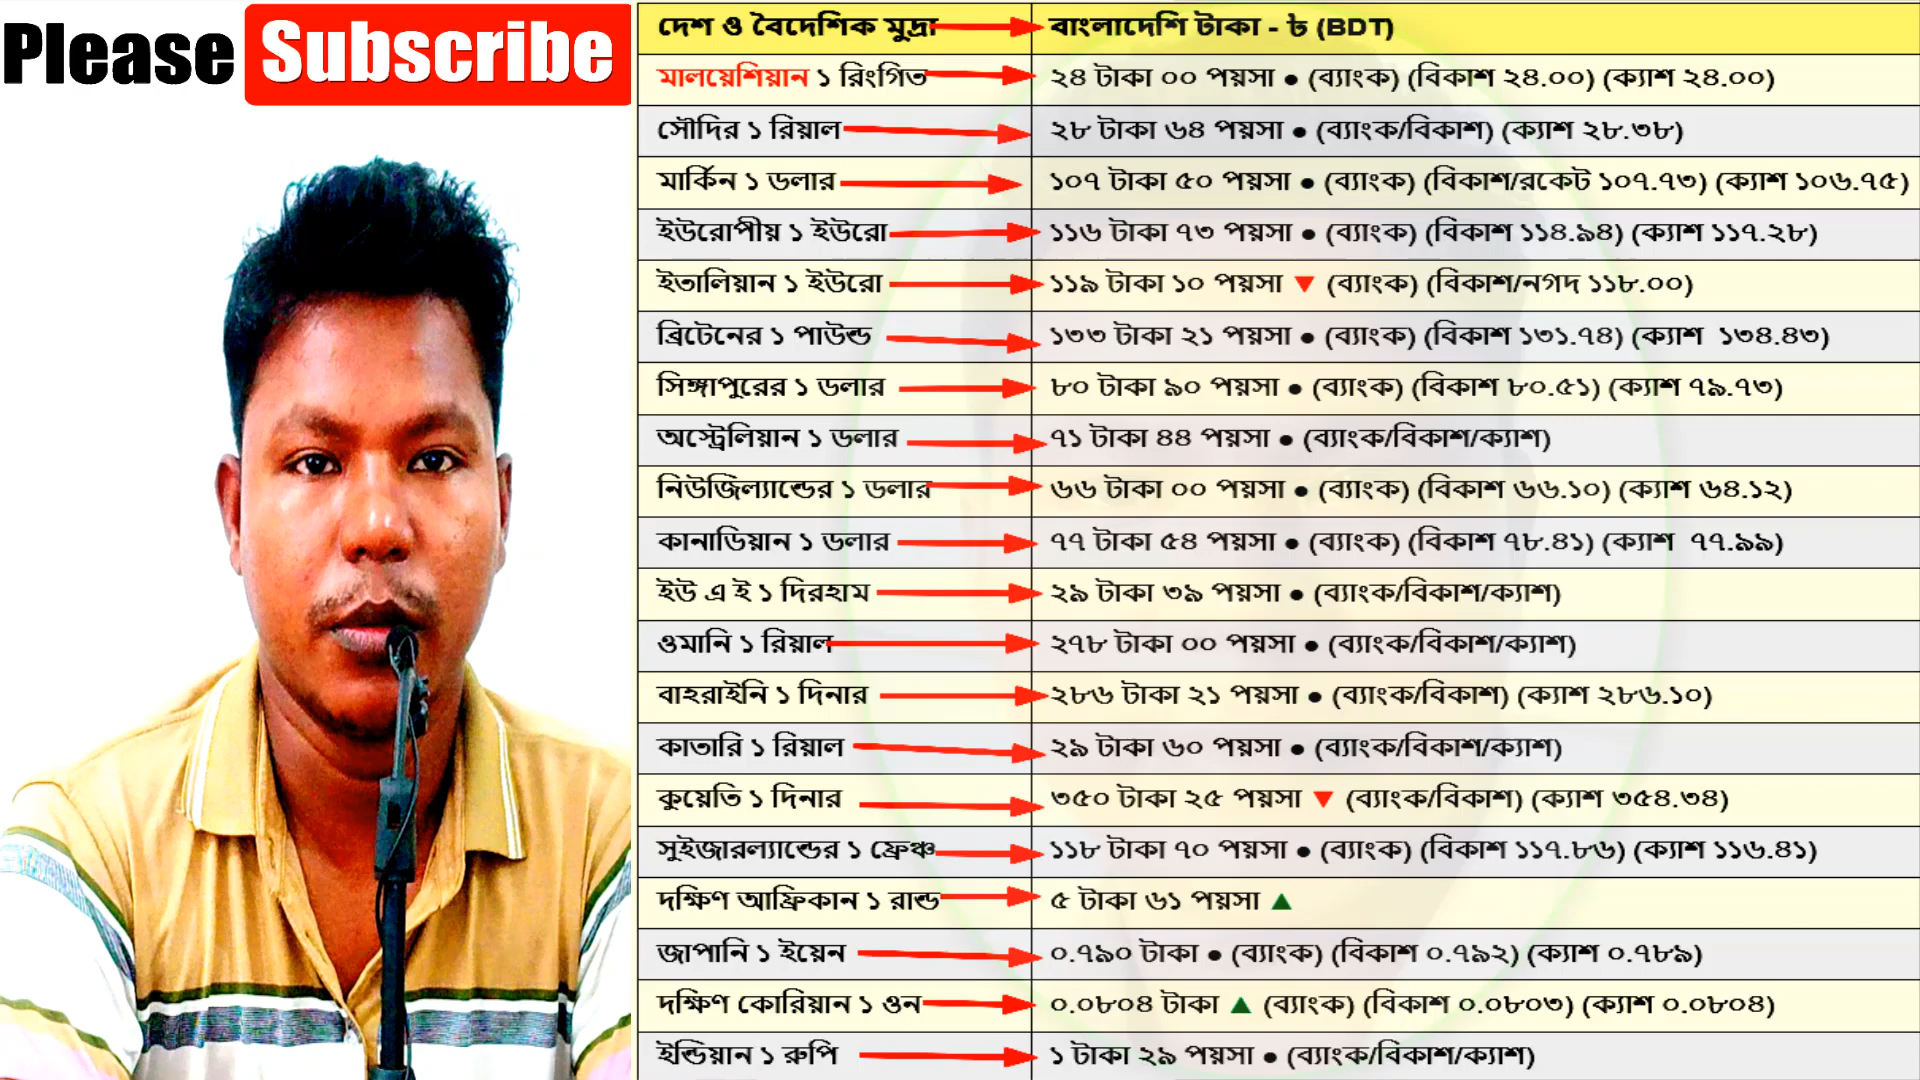 Please Subscribe
দেশ ও বৈদেশিক মুদ্রা বাংলাদেশি টাকা - ৳ (BDT)
মালয়েশিয়ান ১ রিংগিত ২৪ টাকা ০০ পয়সা ● (ব্যাংক) (বিকাশ ২৪.০০) (ক্যাশ ২৪.০০)
সৌদির ১ রিয়াল ২৮ টাকা ৬৪ পয়সা ● (ব্যাংক/বিকাশ) (ক্যাশ ২৮.৩৮)
মার্কিন ১ ডলার ১০৭ টাকা ৫০ পয়সা ● (ব্যাংক) (বিকাশ/রকেট ১০৭.৭৩) (ক্যাশ ১০৬.৭৫)
ইউরোপীয় ১ ইউরো ১১৬ টাকা ৭৩ পয়সা ● (ব্যাংক) (বিকাশ ১১৪.৯৪) (ক্যাশ ১১৭.২৮)
ইতালিয়ান ১ ইউরো ১১৯ টাকা ১০ পয়সা ▼ (ব্যাংক) (বিকাশ/নগদ ১১৮.০০)
ব্রিটেনের ১ পাউন্ড ১৩৩ টাকা ২১ পয়সা ● (ব্যাংক) (বিকাশ ১৩১.৭৪) (ক্যাশ ১৩৪.৪৩)
সিঙ্গাপুরের ১ ডলার ৮০ টাকা ৯০ পয়সা ● (ব্যাংক) (বিকাশ ৮০.৫১) (ক্যাশ ৭৯.৭৩)
অস্ট্রেলিয়ান ১ ডলার ৭১ টাকা ৪৪ পয়সা ● (ব্যাংক/বিকাশ/ক্যাশ)
নিউজিল্যান্ডের ১ ডলার ৬৬ টাকা ০০ পয়সা ● (ব্যাংক) (বিকাশ ৬৬.১০) (ক্যাশ ৬৪.১২)
কানাডিয়ান ১ ডলার ৭৭ টাকা ৫৪ পয়সা ● (ব্যাংক) (বিকাশ ৭৮.৪১) (ক্যাশ ৭৭.৯৯)
ইউ এ ই ১ দিরহাম ২৯ টাকা ৩৯ পয়সা ● (ব্যাংক/বিকাশ/ক্যাশ)
ওমানি ১ রিয়াল ২৭৮ টাকা ০০ পয়সা ● (ব্যাংক/বিকাশ/ক্যাশ)
বাহরাইনি ১ দিনার ২৮৬ টাকা ২১ পয়সা ● (ব্যাংক/বিকাশ) (ক্যাশ ২৮৬.১০)
কাতারি ১ রিয়াল ২৯ টাকা ৬০ পয়সা ● (ব্যাংক/বিকাশ/ক্যাশ)
কুয়েতি ১ দিনার ৩৫০ টাকা ২৫ পয়সা ▼ (ব্যাংক/বিকাশ) (ক্যাশ ৩৫৪.৩৪)
সুইজারল্যান্ডের ১ ফ্রেঞ্চ ১১৮ টাকা ৭০ পয়সা ● (ব্যাংক) (বিকাশ ১১৭.৮৬) (ক্যাশ ১১৬.৪১)
দক্ষিণ আফ্রিকান ১ রান্ড ৫ টাকা ৬১ পয়সা ▲
জাপানি ১ ইয়েন ০.৭৯০ টাকা ● (ব্যাংক) (বিকাশ ০.৭৯২) (ক্যাশ ০.৭৮৯)
দক্ষিণ কোরিয়ান ১ ওন ০.০৮০৪ টাকা ▲ (ব্যাংক) (বিকাশ ০.০৮০৩) (ক্যাশ ০.০৮০৪)
ইন্ডিয়ান ১ রুপি ১ টাকা ২৯ পয়সা ● (ব্যাংক/বিকাশ/ক্যাশ)